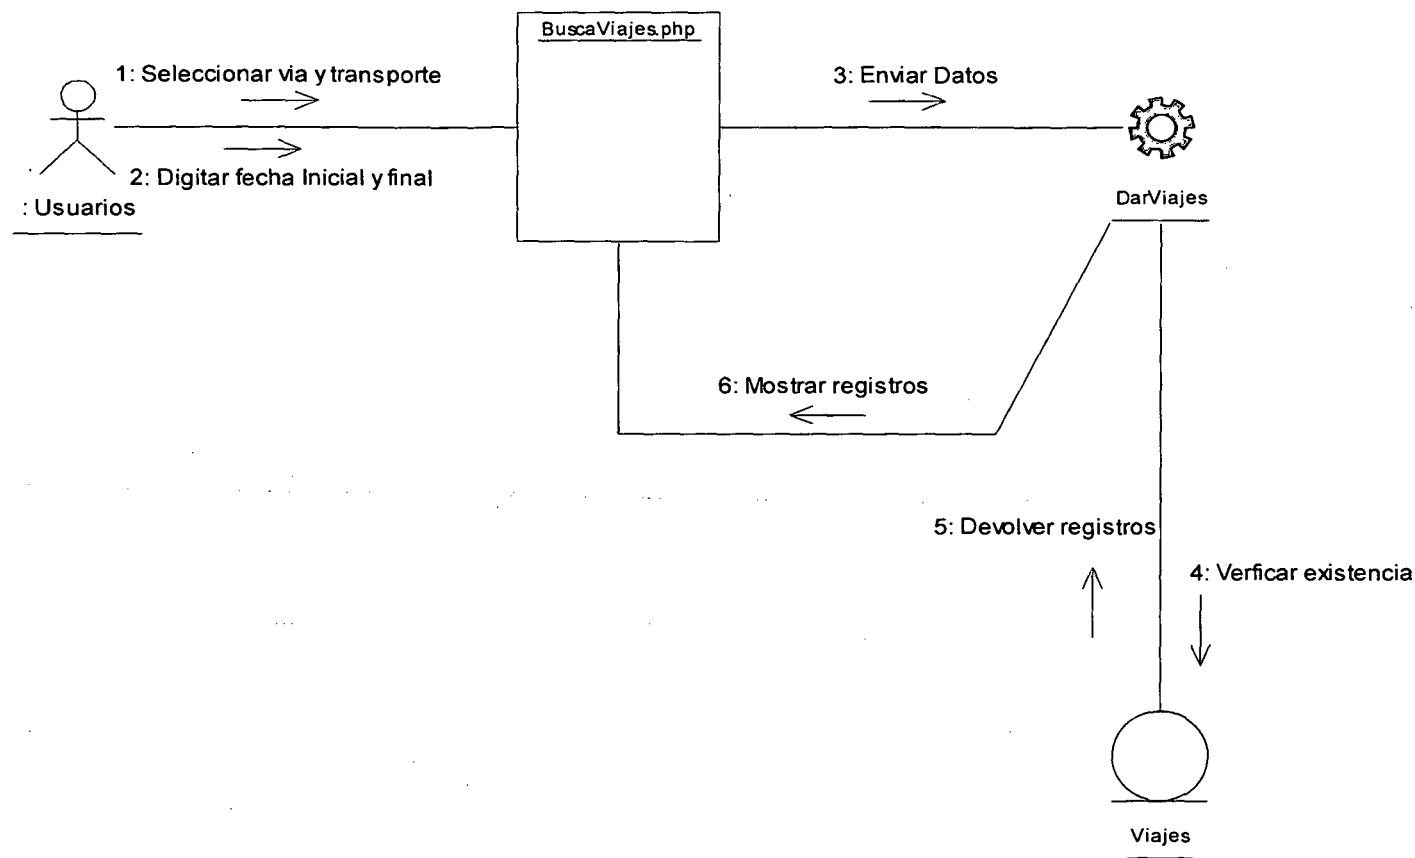 BuscaViajes.php
1: Seleccionar via y transporte
3: Enviar Datos
2: Digitar fecha Inicial y final
: Usuarios
DarViajes
6: Mostrar registros
5: Devolver registros
4: Verficar existencia
Viajes